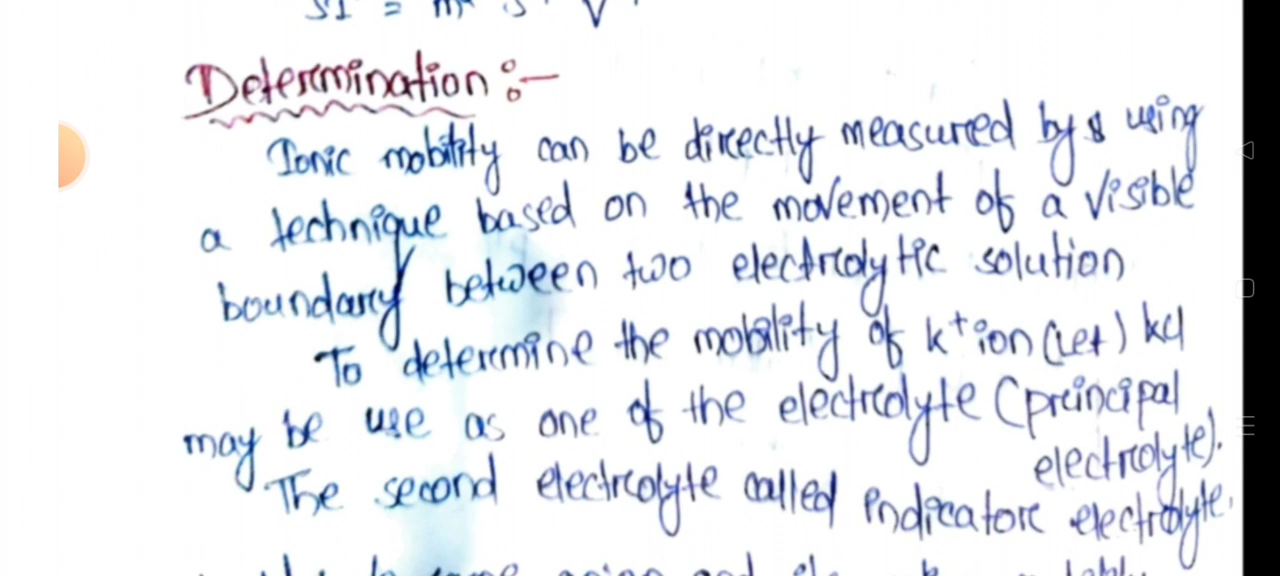 SI = m² s⁻ V
Determination :-
Ionic mobility can be directly measured by using
a technique based on the movement of a visible
boundary between two electrolytic solution
To determine the mobility of K⁺ ion (let) kcl
may be use as one of the electrolyte (principal
electrolyte).
The second electrolyte called indicatore electrolyte.